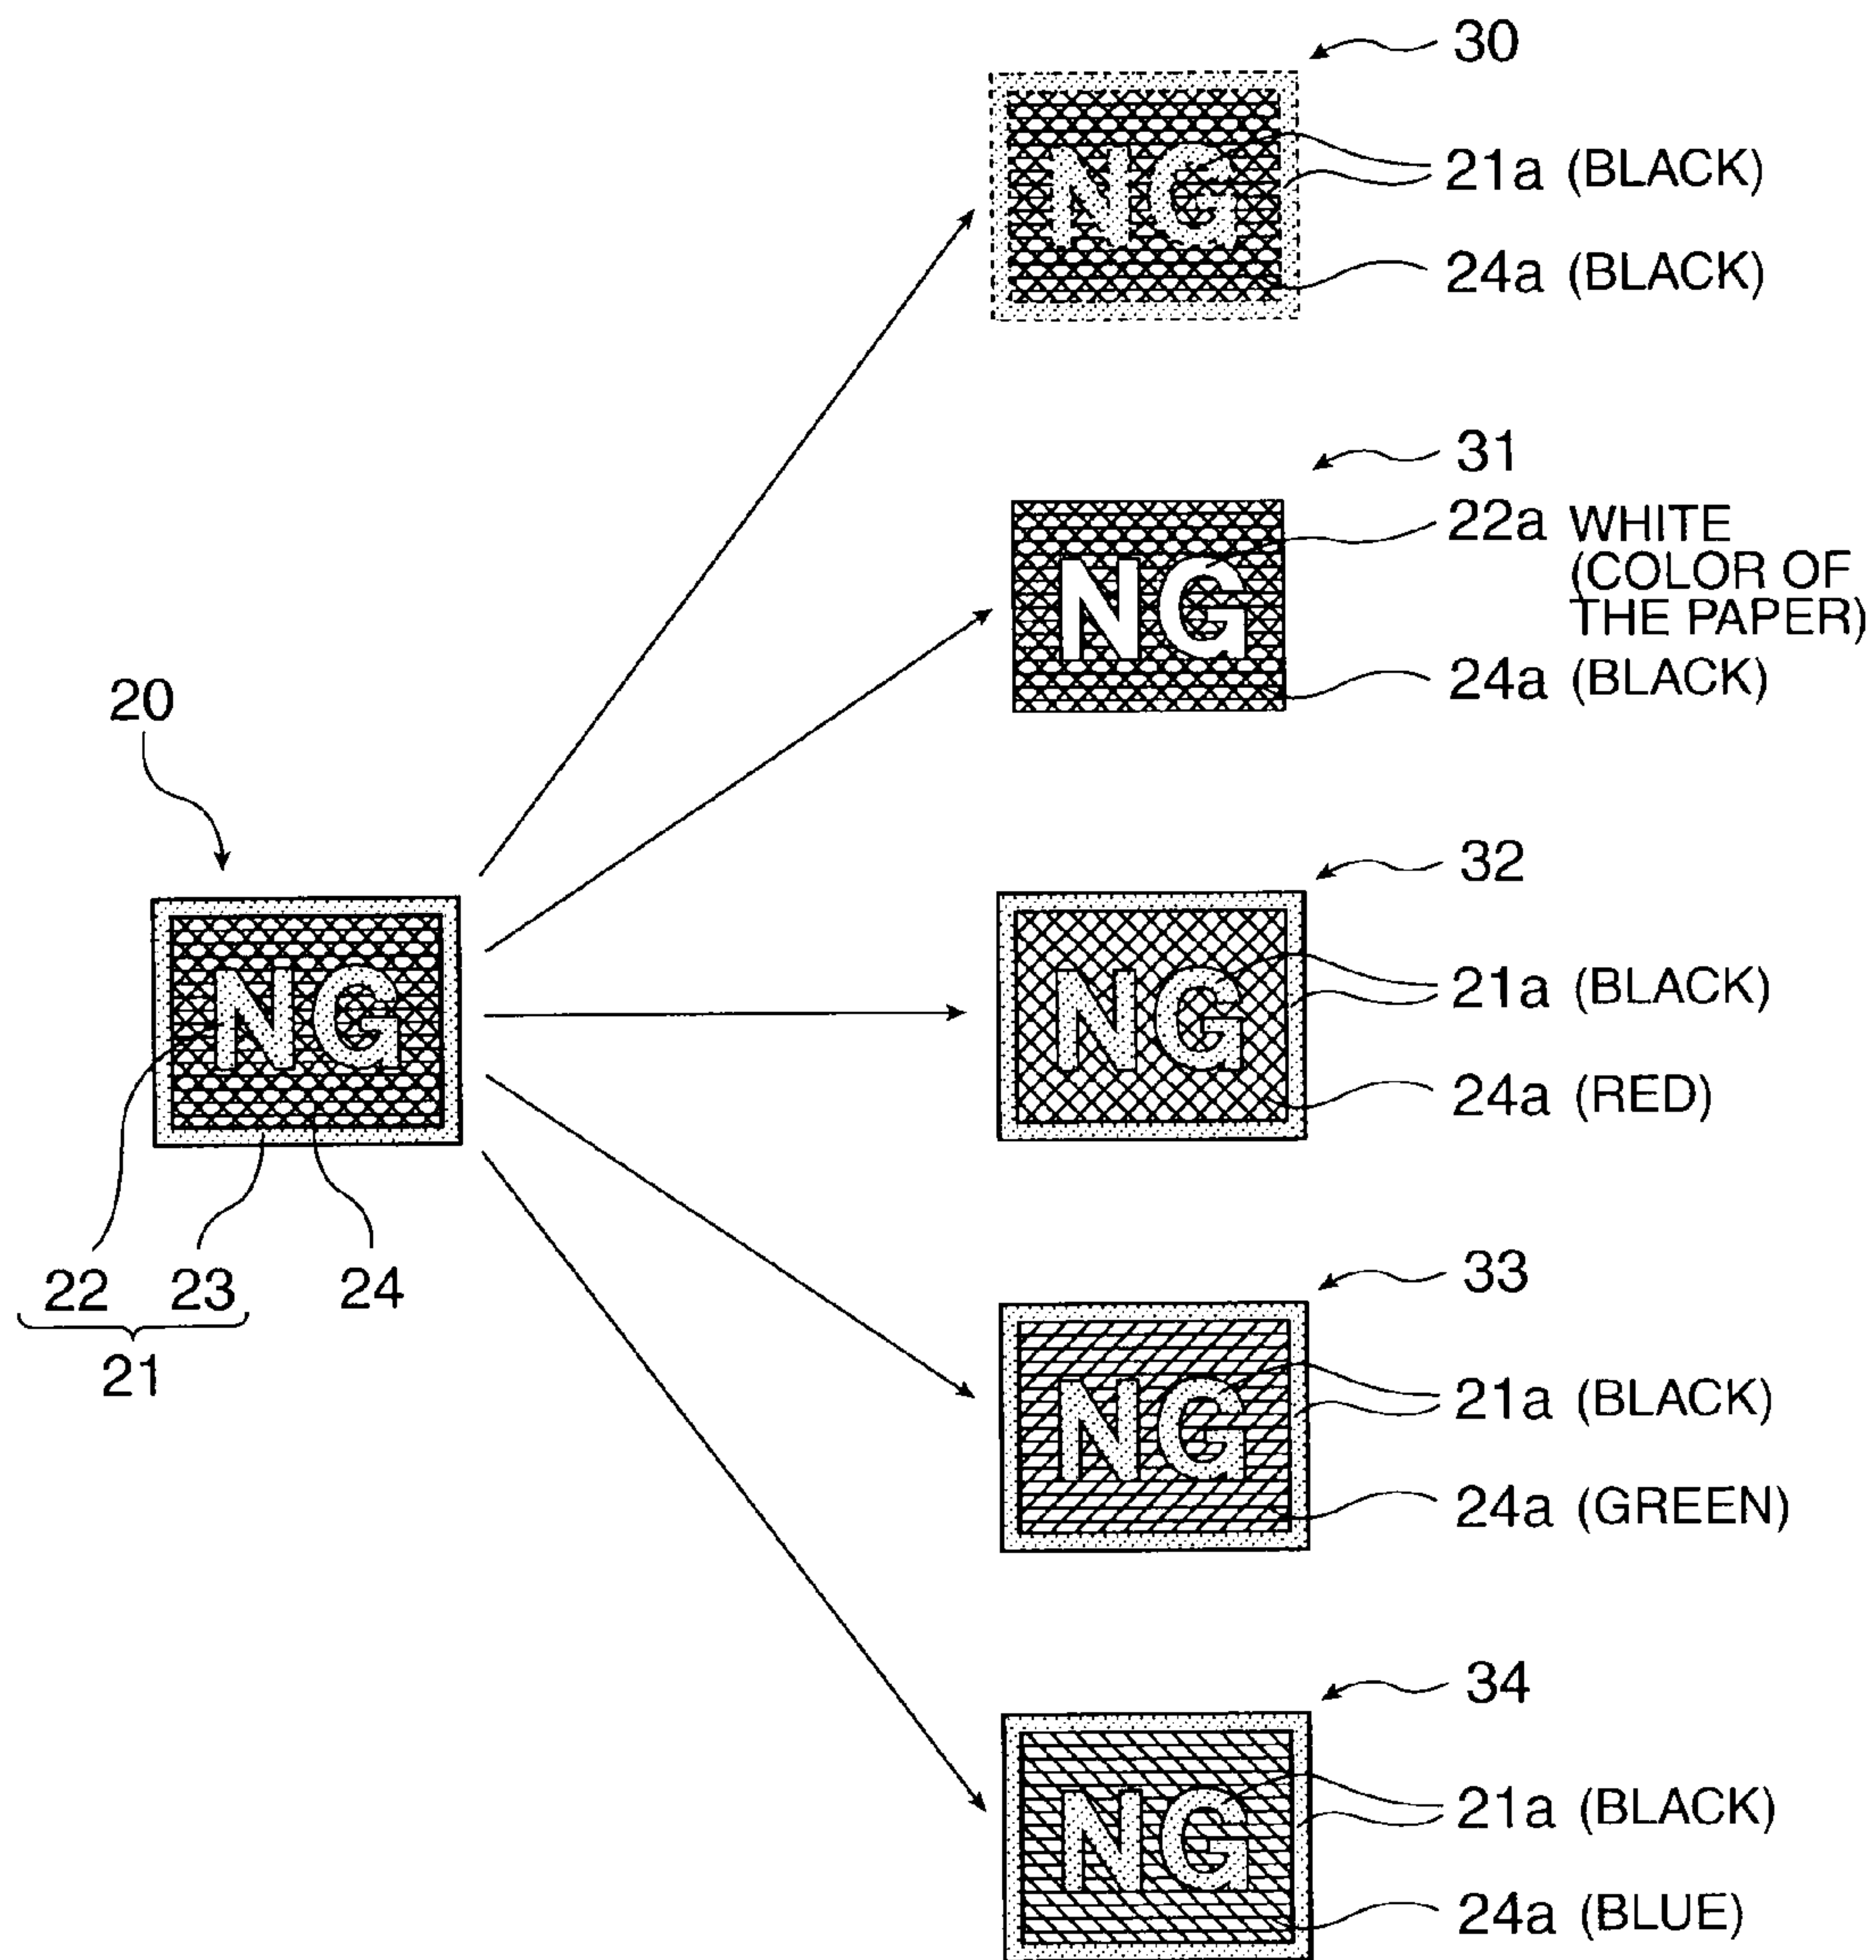 30
NG
21a (BLACK)
24a (BLACK)
31
22a WHITE
(COLOR OF
THE PAPER)
NG
24a (BLACK)
20
32
NG
21a (BLACK)
NG
24a (RED)
22 23 24
21
33
NG
21a (BLACK)
24a (GREEN)
34
NG
21a (BLACK)
24a (BLUE)